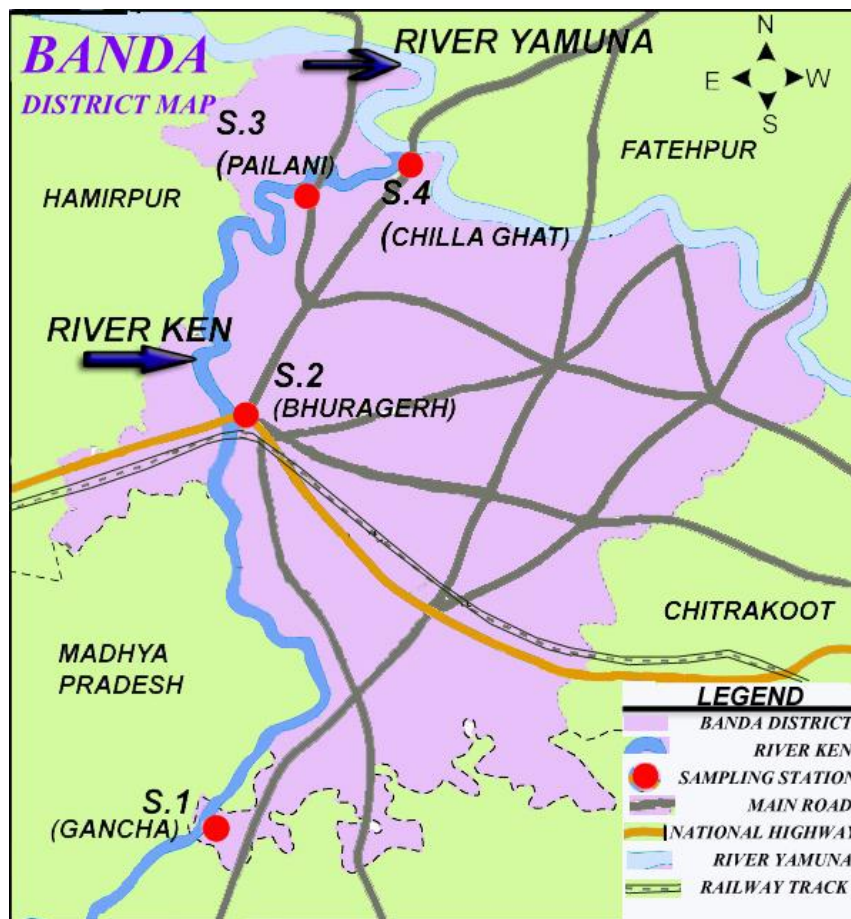 BANDA
DISTRICT MAP
RIVER YAMUNA
N
E
W
S
S.3
(PAILANI)
FATEHPUR
HAMIRPUR
S.4
(CHILLA GHAT)
RIVER KEN
S.2
(BHURAGERH)
CHITRAKOOT
MADHYA
PRADESH
S.1
(GANCHA)
LEGEND
BANDA DISTRICT
RIVER KEN
SAMPLING STATION
MAIN ROAD
NATIONAL HIGHWAY
RIVER YAMUNA
RAILWAY TRACK